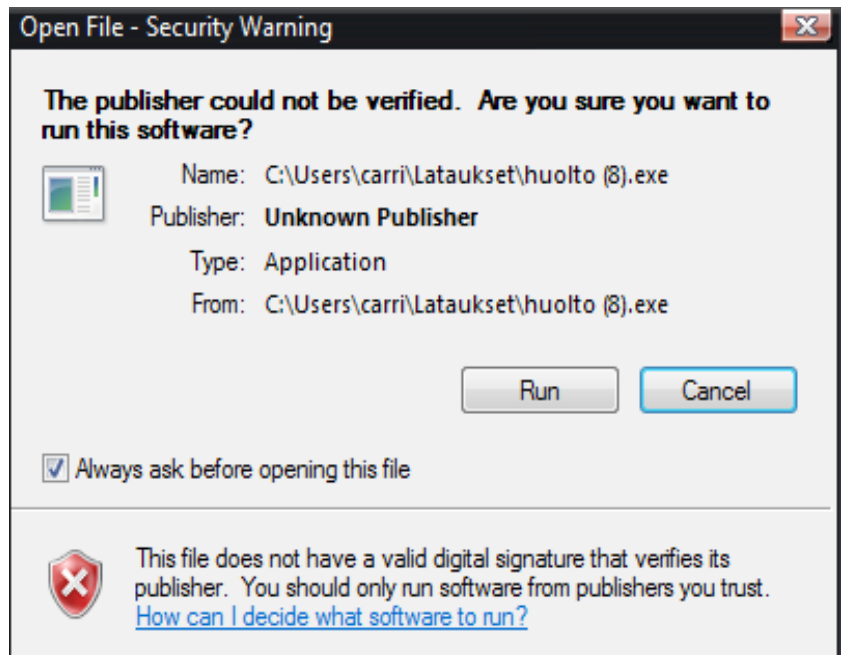 Open File - Security Warning
The publisher could not be verified. Are you sure you want to
run this software?
Name: C:\Users\carri\Lataukset\huolto (8).exe
Publisher: Unknown Publisher
Type: Application
From: C:\Users\carri\Lataukset\huolto (8).exe
Run Cancel
Always ask before opening this file
This file does not have a valid digital signature that verifies its
publisher. You should only run software from publishers you trust.
How can I decide what software to run?